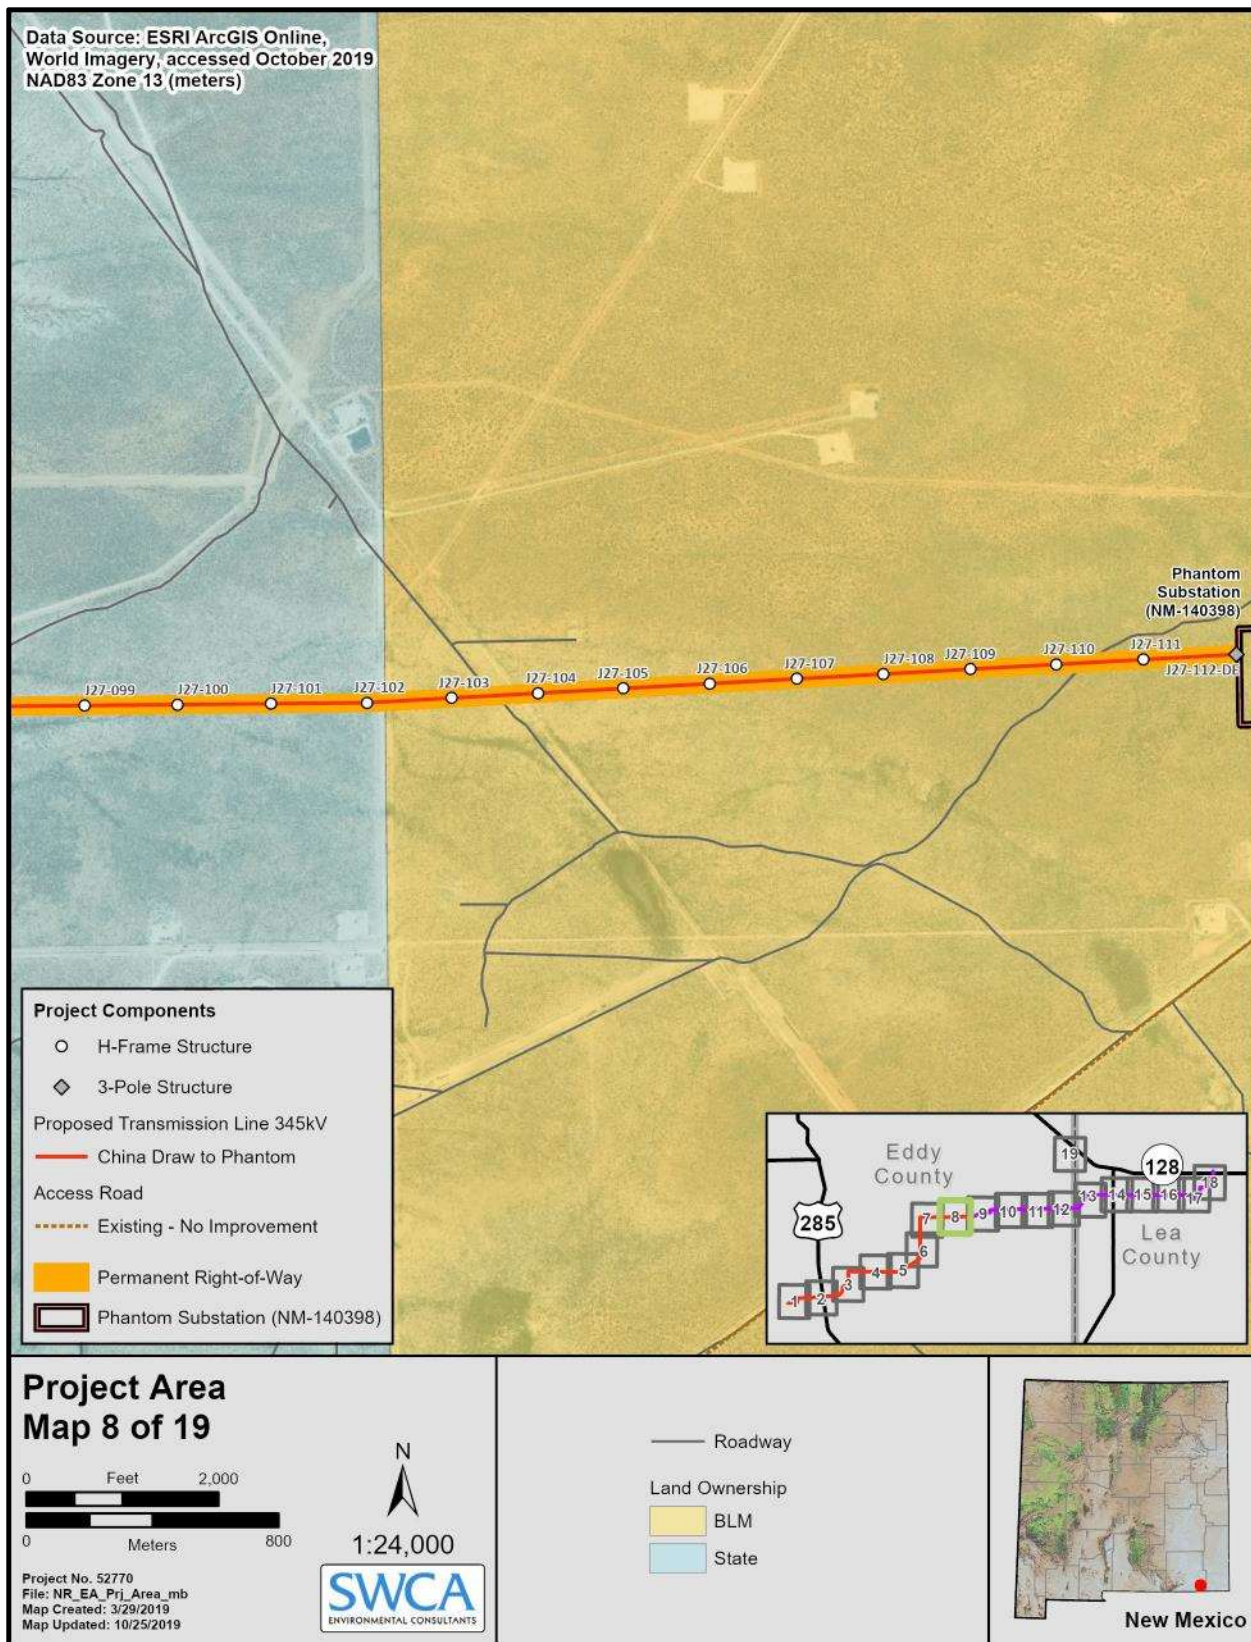 Data Source: ESRI ArcGIS Online,
World Imagery, accessed October 2019
NAD83 Zone 13 (meters)
Phantom
Substation
(NM-140398)
J27-099
J27-100
J27-101
J27-102
J27-103
J27-104
J27-105
J27-106
J27-107
J27-108
J27-109
J27-110
J27-111
J27-112-DE
Project Components
H-Frame Structure
3-Pole Structure
Proposed Transmission Line 345kV
China Draw to Phantom
Access Road
Existing - No Improvement
Permanent Right-of-Way
Phantom Substation (NM-140398)
Eddy
County
285
128
Lea
County
1
2
3
4
5
6
7
8
9
10
11
12
13
14
15
16
17
18
19
Project Area
Map 8 of 19
0 Feet 2,000
0 Meters 800
N
1:24,000
Project No. 52770
File: NR_EA_Prj_Area_mb
Map Created: 3/29/2019
Map Updated: 10/25/2019
SWCA
ENVIRONMENTAL CONSULTANTS
Roadway
Land Ownership
BLM
State
New Mexico